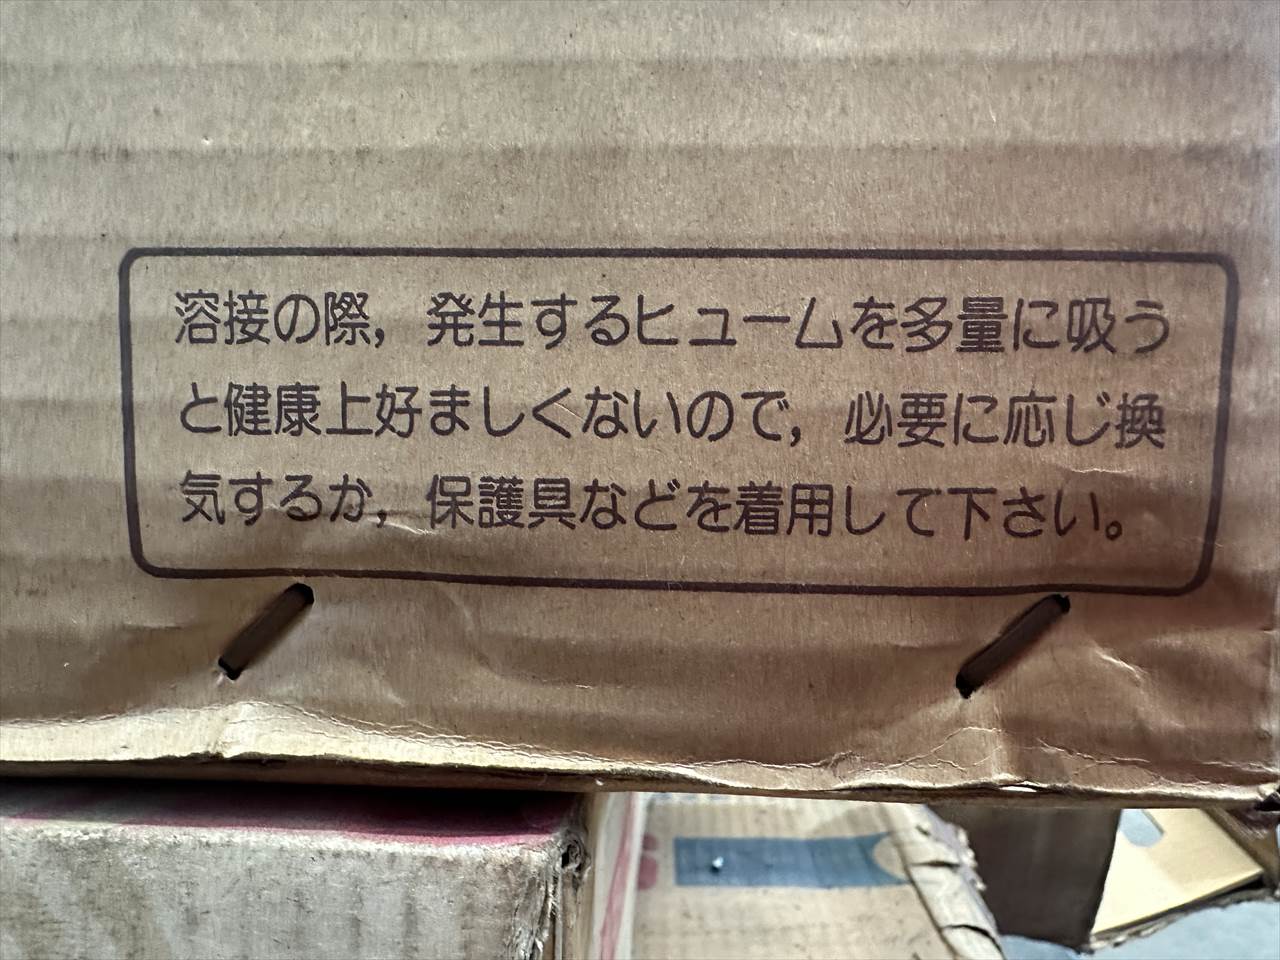 溶接の際，発生するヒュームを多量に吸う
と健康上好ましくないので，必要に応じ換
気するか，保護具などを着用して下さい。